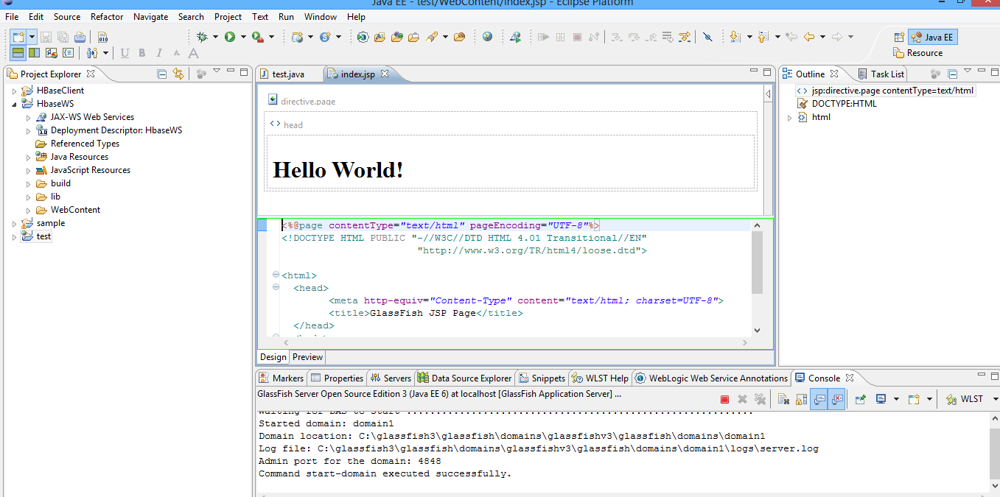 Java EE - test/WebContent/index.jsp - Eclipse Platform
File Edit Source Refactor Navigate Search Project Text Run Window Help
Java EE
Resource
Project Explorer
HBaseClient
HbaseWS
JAX-WS Web Services
3.0 Deployment Descriptor: HbaseWS
Referenced Types
Java Resources
JavaScript Resources
build
lib
WebContent
sample
test
test.java index.jsp
directive.page
head
Hello World!
<%@page contentType="text/html" pageEncoding="UTF-8"%>
<!DOCTYPE HTML PUBLIC "-//W3C//DTD HTML 4.01 Transitional//EN"
"http://www.w3.org/TR/html4/loose.dtd">
<html>
<head>
<meta http-equiv="Content-Type" content="text/html; charset=UTF-8">
<title>GlassFish JSP Page</title>
</head>
Design Preview
Outline Task List
jsp:directive.page contentType=text/html
DOCTYPE:HTML
html
Markers Properties Servers Data Source Explorer Snippets WLST Help WebLogic Web Service Annotations Console
GlassFish Server Open Source Edition 3 (Java EE 6) at localhost [GlassFish Application Server] ...
WLST
Waiting for DAS to start ...........................................................
Started domain: domain1
Domain location: C:\glassfish3\glassfish\domains\glassfishv3\glassfish\domains\domain1
Log file: C:\glassfish3\glassfish\domains\glassfishv3\glassfish\domains\domain1\logs\server.log
Admin port for the domain: 4848
Command start-domain executed successfully.